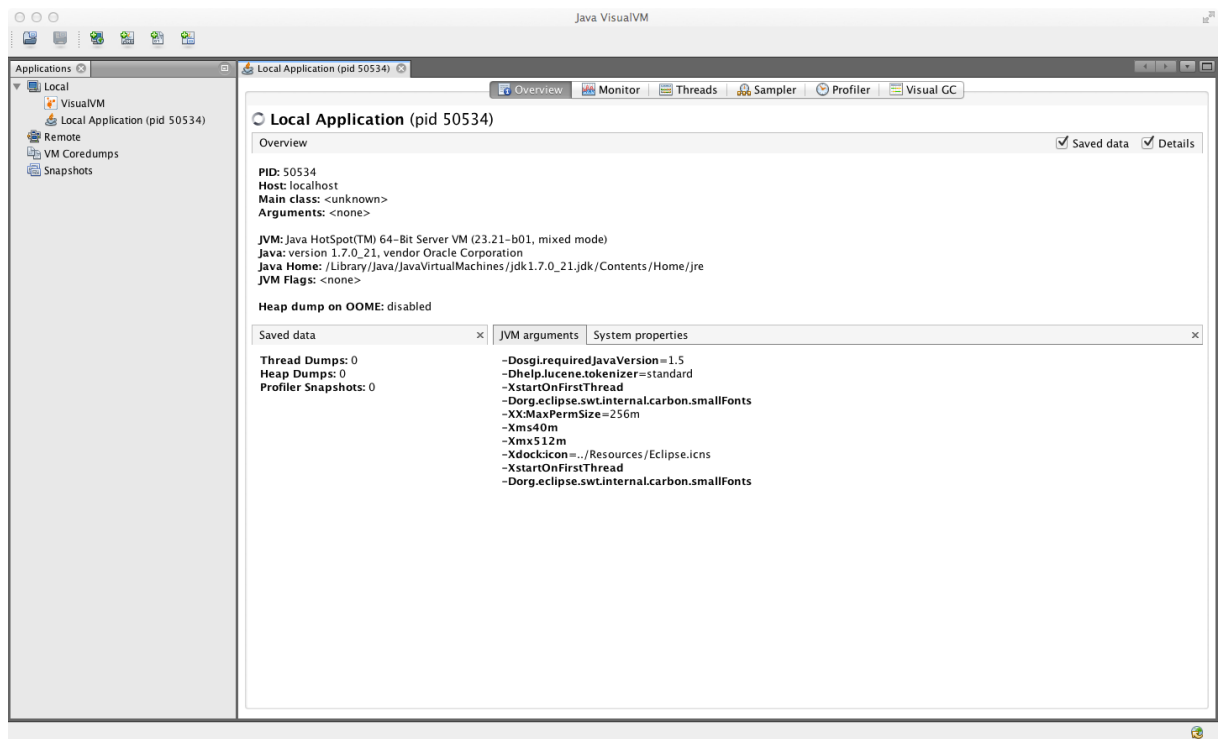 Java VisualVM
Applications
Local
VisualVM
Local Application (pid 50534)
Remote
VM Coredumps
Snapshots
Local Application (pid 50534)
Overview Monitor Threads Sampler Profiler Visual GC
Local Application (pid 50534)
Overview Saved data Details
PID: 50534
Host: localhost
Main class: <unknown>
Arguments: <none>
JVM: Java HotSpot(TM) 64-Bit Server VM (23.21-b01, mixed mode)
Java: version 1.7.0_21, vendor Oracle Corporation
Java Home: /Library/Java/JavaVirtualMachines/jdk1.7.0_21.jdk/Contents/Home/jre
JVM Flags: <none>
Heap dump on OOME: disabled
Saved data
Thread Dumps: 0
Heap Dumps: 0
Profiler Snapshots: 0
JVM arguments System properties
-Dosgi.requiredJavaVersion=1.5
-Dhelp.lucene.tokenizer=standard
-XstartOnFirstThread
-Dorg.eclipse.swt.internal.carbon.smallFonts
-XX:MaxPermSize=256m
-Xms40m
-Xmx512m
-Xdock:icon=../Resources/Eclipse.icns
-XstartOnFirstThread
-Dorg.eclipse.swt.internal.carbon.smallFonts